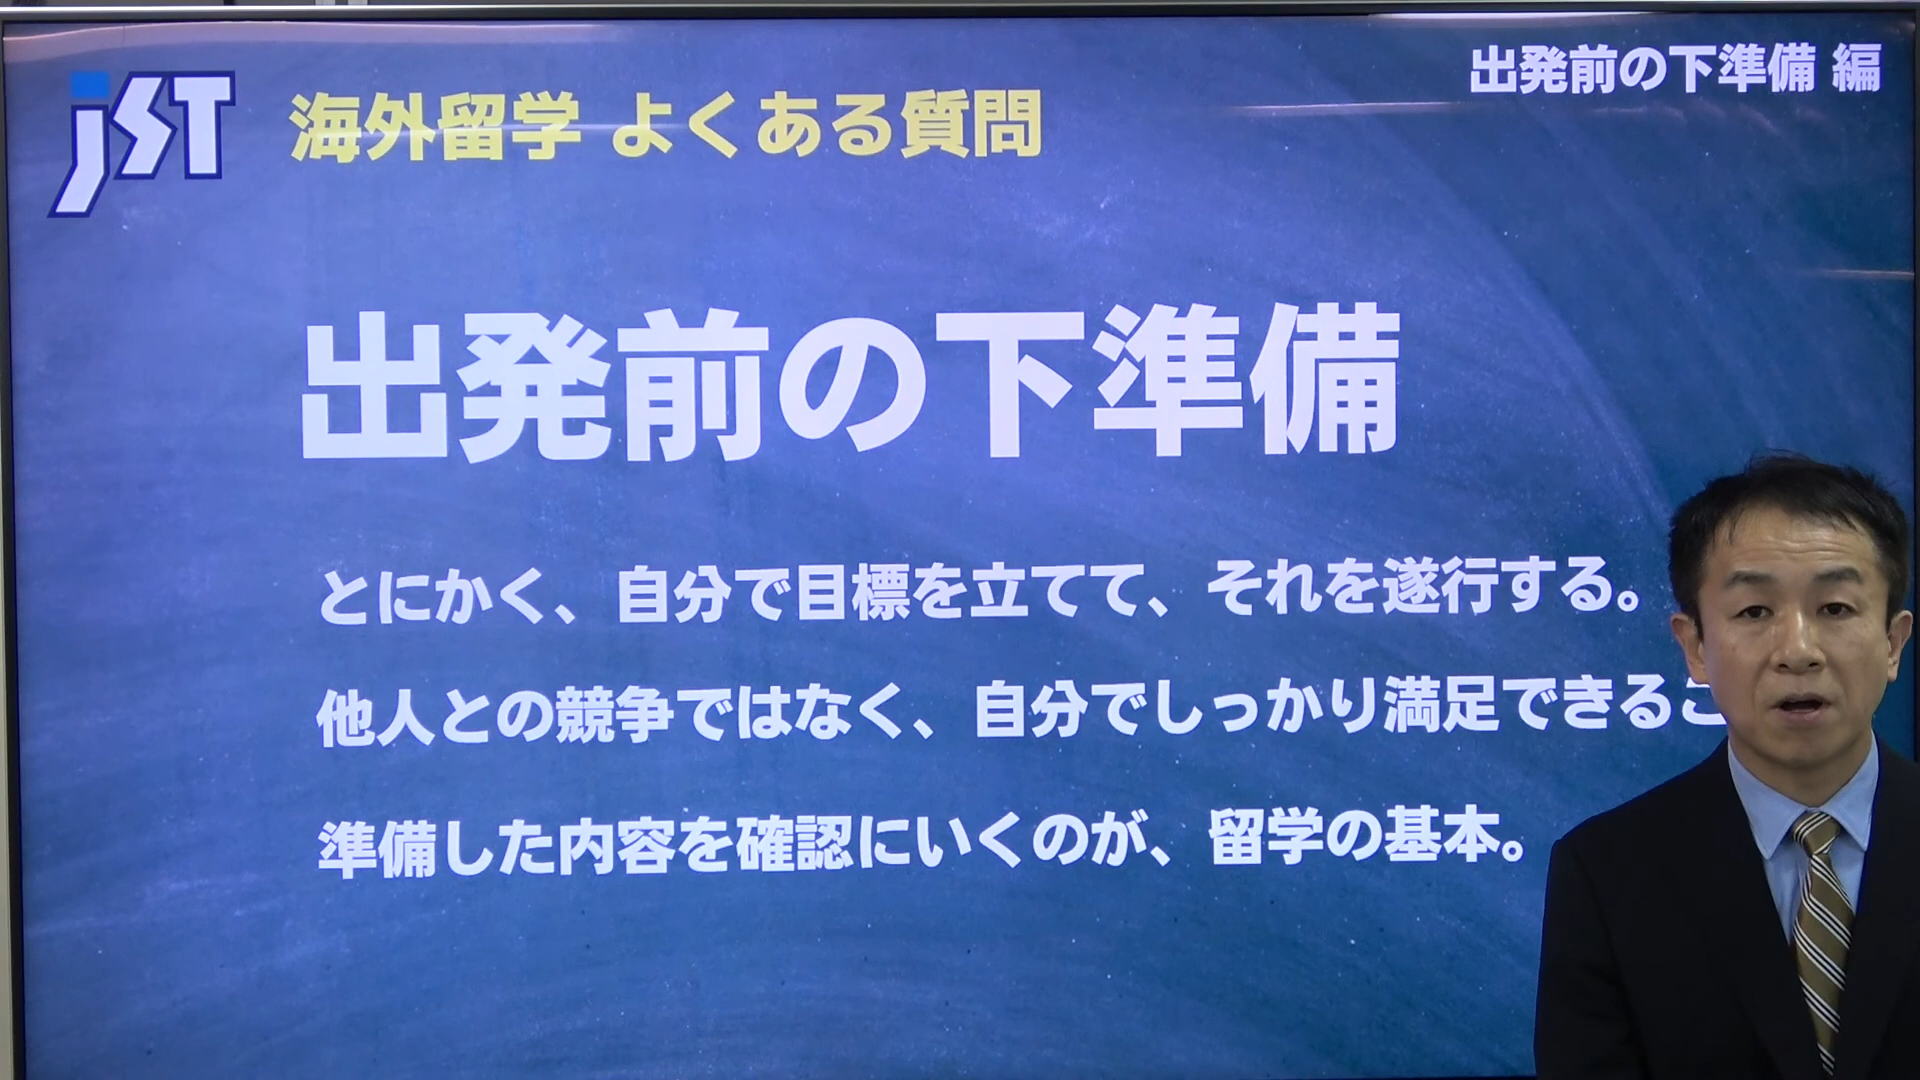 jST
海外留学 よくある質問
出発前の下準備 編
出発前の下準備
とにかく、自分で目標を立てて、それを遂行する。
他人との競争ではなく、自分でしっかり満足できるこ
準備した内容を確認にいくのが、留学の基本。